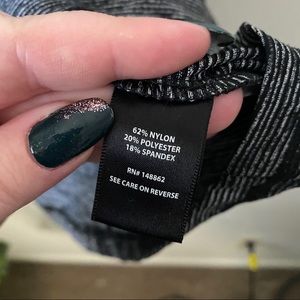 62% NYLON
20% POLYESTER
18% SPANDEX
RN# 148862
SEE CARE ON REVERSE